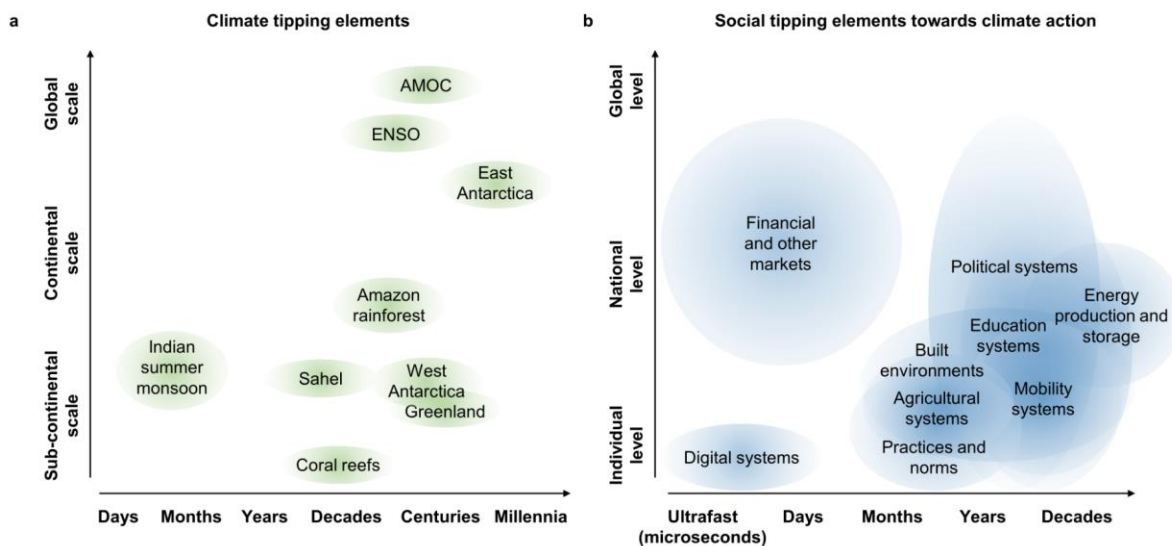 a
Climate tipping elements
Global
scale
Continental
scale
Sub-continental
scale
AMOC
ENSO
East
Antarctica
Amazon
rainforest
Indian
summer
monsoon
Sahel
West
Antarctica
Greenland
Coral reefs
Days
Months
Years
Decades
Centuries
Millennia
b
Social tipping elements towards climate action
Global
level
National
level
Individual
level
Financial
and other
markets
Political systems
Energy
production and
storage
Education
systems
Built
environments
Agricultural
systems
Mobility
systems
Practices and
norms
Digital systems
Ultrafast
(microseconds)
Days
Months
Years
Decades